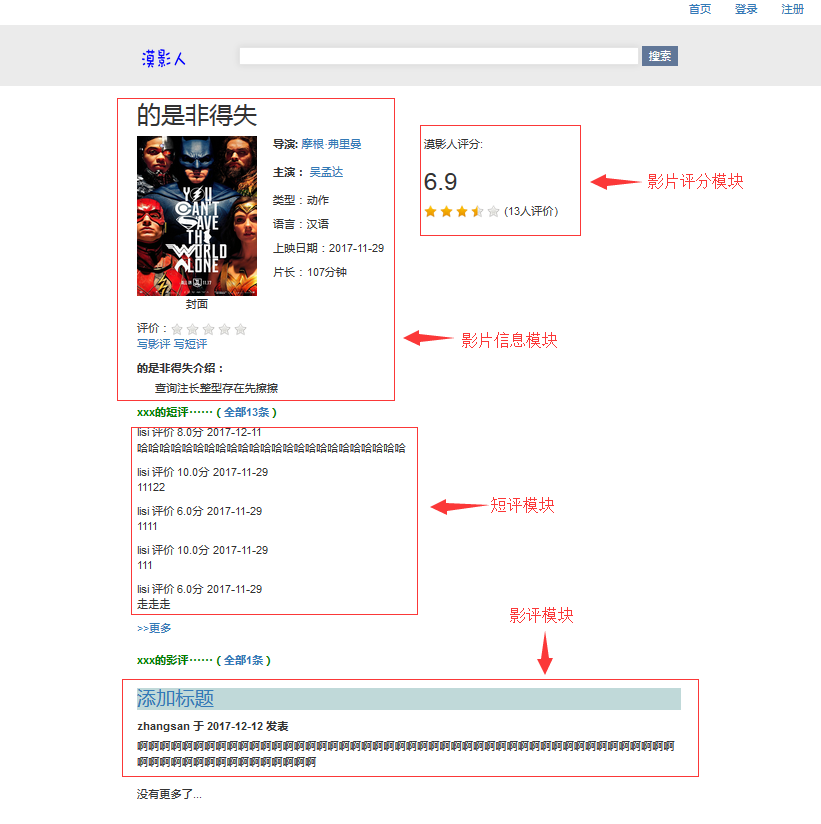 首页 登录 注册
漠影人
搜索
的是非得失
YOU
CAN'T
SAVE
THE
WORLD
ALONE
导演: 摩根·弗里曼
主演： 吴孟达
类型：动作
语言：汉语
上映日期：2017-11-29
片长：107分钟
封面
漠影人评分:
6.9
(13人评价)
影片评分模块
评价：
写影评 写短评
影片信息模块
的是非得失介绍：
查询注长整型存在先擦擦
xxx的短评······ ( 全部13条 )
lisi 评价 8.0分 2017-12-11
哈哈哈哈哈哈哈哈哈哈哈哈哈哈哈哈哈哈哈哈哈哈哈哈
lisi 评价 10.0分 2017-11-29
11122
lisi 评价 6.0分 2017-11-29
1111
lisi 评价 10.0分 2017-11-29
111
lisi 评价 6.0分 2017-11-29
走走走
短评模块
>>更多
影评模块
xxx的影评······ ( 全部1条 )
添加标题
zhangsan 于 2017-12-12 发表
啊啊啊啊啊啊啊啊啊啊啊啊啊啊啊啊啊啊啊啊啊啊啊啊啊啊啊啊啊啊啊啊啊啊啊啊啊啊啊啊啊啊啊啊啊啊啊啊
啊啊啊啊啊啊啊啊啊啊啊啊啊啊啊啊
没有更多了...